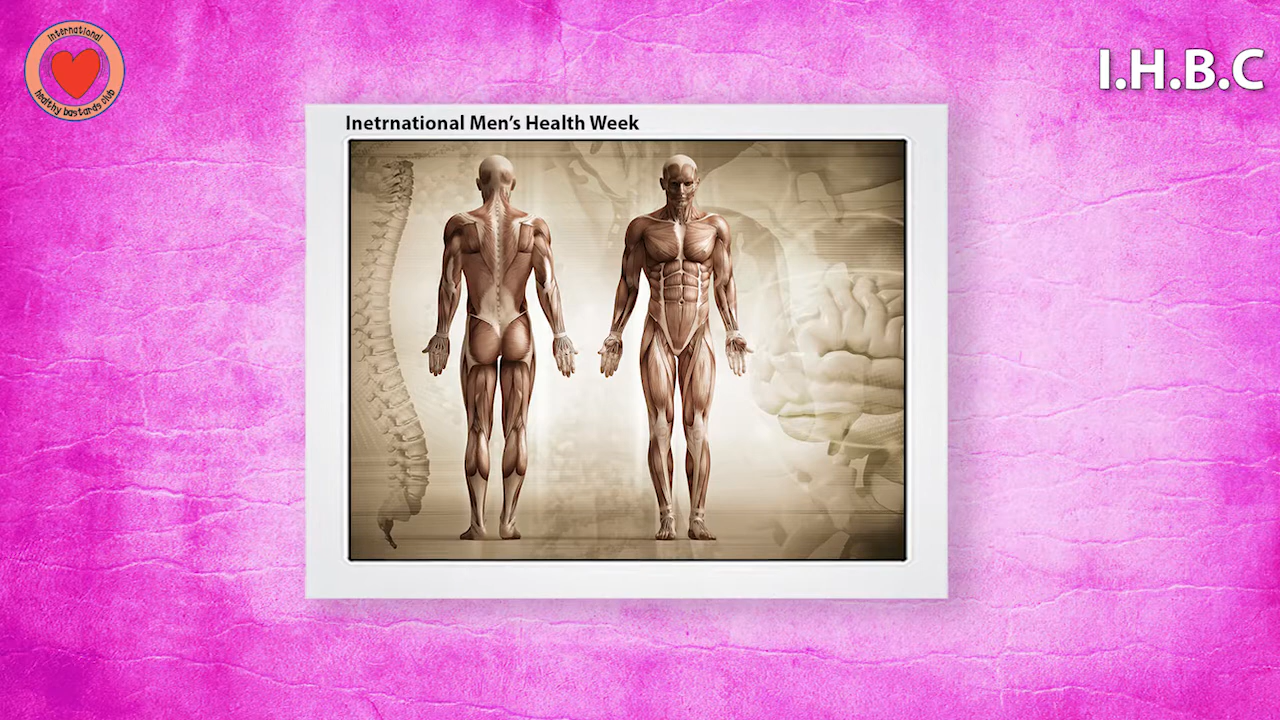 international
healthy bastards club
I.H.B.C
Inetrnational Men's Health Week